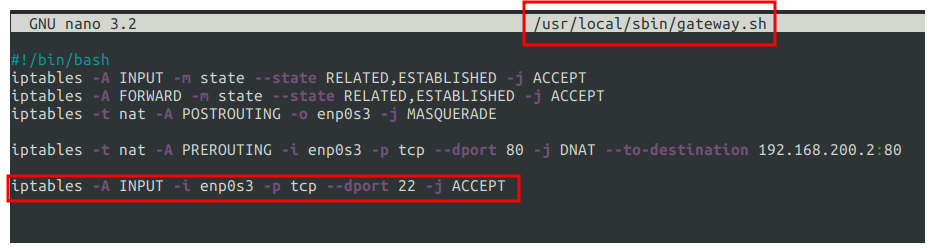 GNU nano 3.2 /usr/local/sbin/gateway.sh
#!/bin/bash
iptables -A INPUT -m state --state RELATED,ESTABLISHED -j ACCEPT
iptables -A FORWARD -m state --state RELATED,ESTABLISHED -j ACCEPT
iptables -t nat -A POSTROUTING -o enp0s3 -j MASQUERADE
iptables -t nat -A PREROUTING -i enp0s3 -p tcp --dport 80 -j DNAT --to-destination 192.168.200.2:80
iptables -A INPUT -i enp0s3 -p tcp --dport 22 -j ACCEPT